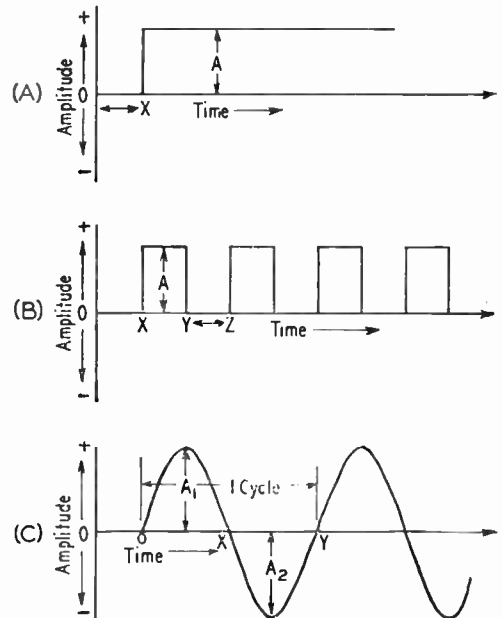 (A)
Amplitude
+
0
-
A
X
Time
(B)
Amplitude
+
0
-
A
X Y Z
Time
(C)
Amplitude
+
0
-
A₁
1 Cycle
0
Time
X
Y
A₂